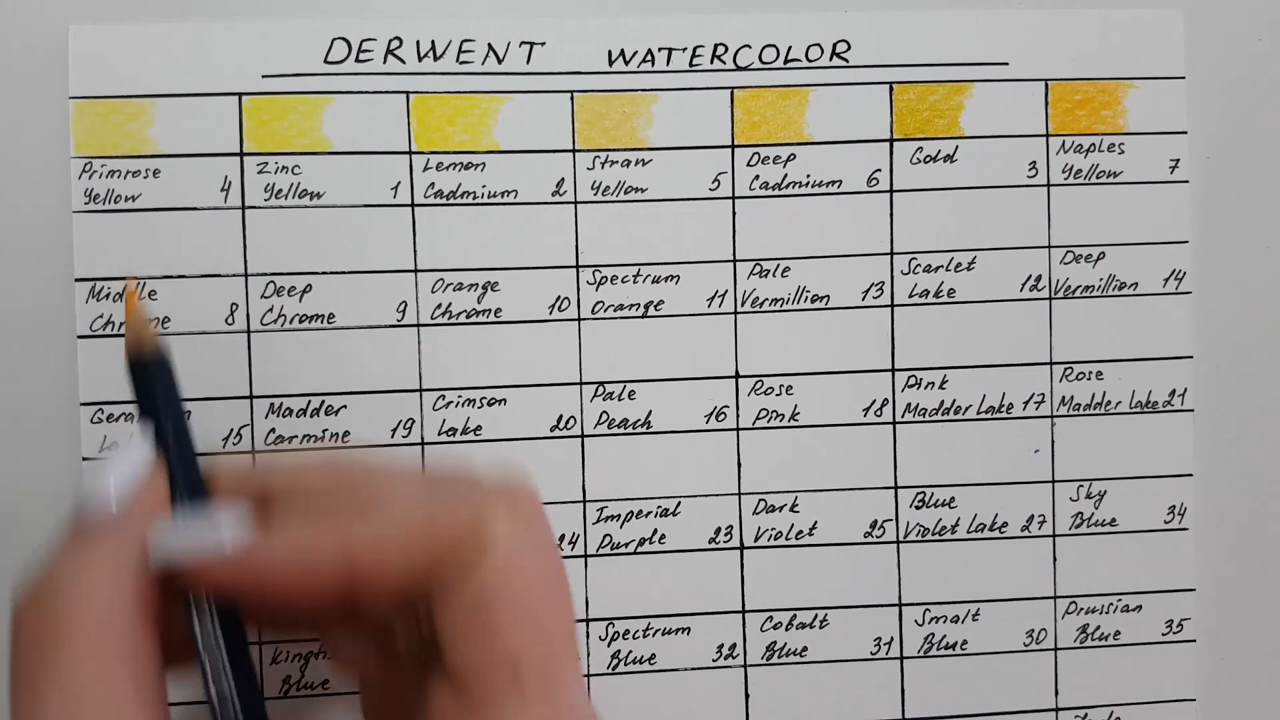 DERWENT WATERCOLOR
Primrose
Yellow 4
Zinc
Yellow 1
Lemon
Cadmium 2
Straw
Yellow 5
Deep
Cadmium 6
Gold
3
Naples
Yellow 7
Middle
Chrome 8
Deep
Chrome 9
Orange
Chrome 10
Spectrum
Orange 11
Pale
Vermillion 13
Scarlet
Lake 12
Deep
Vermillion 14
15
Madder
Carmine 19
Crimson
Lake 20
Pale
Peach 16
Rose
Pink 18
Pink
Madder Lake 17
Rose
Madder Lake 21
24
Imperial
Purple 23
Dark
Violet 25
Blue
Violet Lake 27
Sky
Blue 34
Blue
Spectrum
Blue 32
Cobalt
Blue 31
Smalt
Blue 30
Prussian
Blue 35